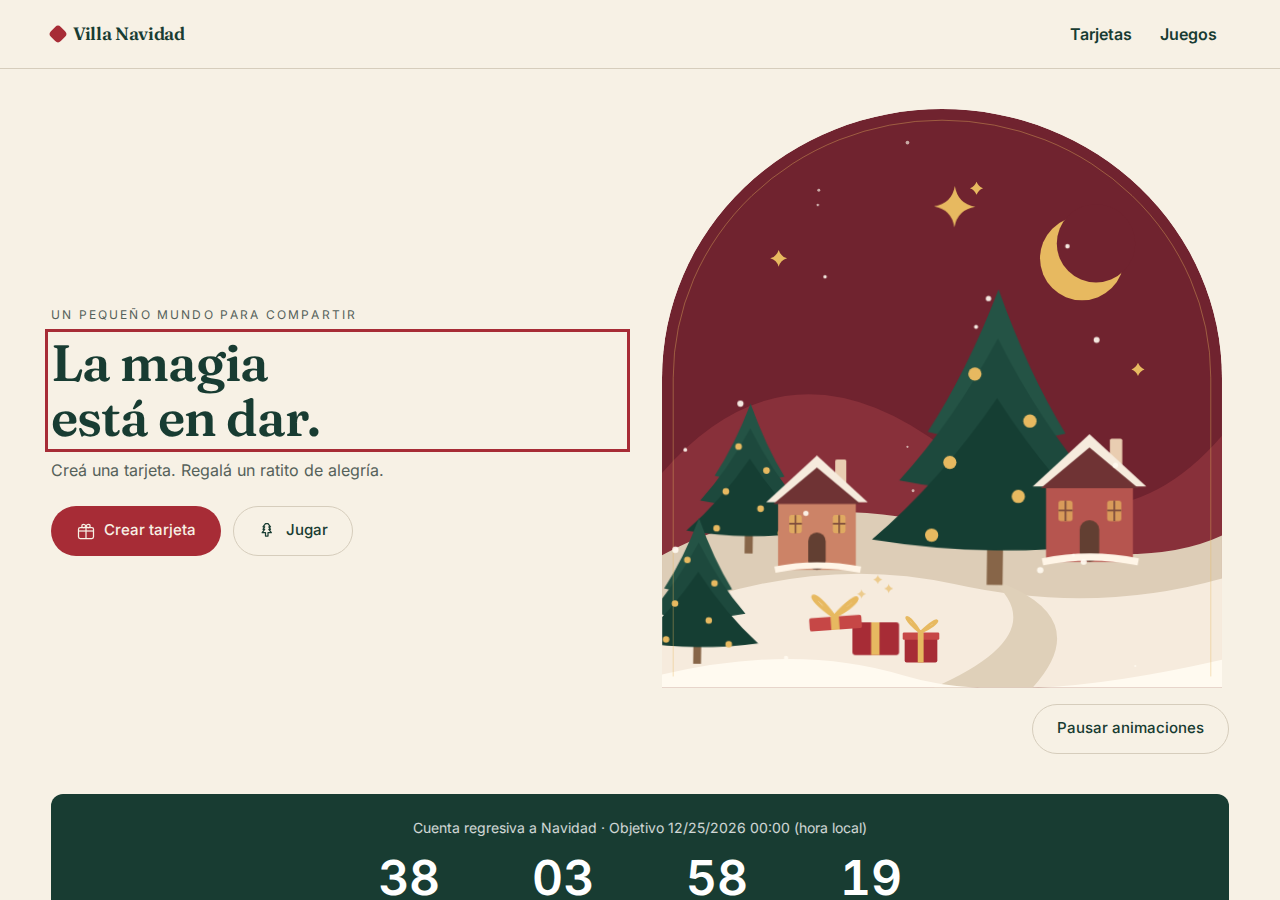 Villa Navidad
Tarjetas
Juegos
UN PEQUEÑO MUNDO PARA COMPARTIR
La magia
está en dar.
Creá una tarjeta. Regalá un ratito de alegría.
Crear tarjeta
Jugar
Pausar animaciones
Cuenta regresiva a Navidad · Objetivo 12/25/2026 00:00 (hora local)
38 03 58 19